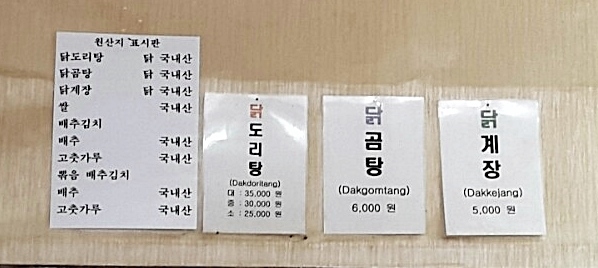 원산지 표시판
닭도리탕 닭 국내산
닭곰탕 닭 국내산
닭계장 닭 국내산
쌀 국내산
배추김치
배추 국내산
고춧가루 국내산
볶음 배추김치
배추 국내산
고춧가루 국내산
닭
도
리
탕
(Dakdoritang)
대 : 35,000 원
중 : 30,000 원
소 : 25,000 원
닭
곰
탕
(Dakgomtang)
6,000 원
닭
계
장
(Dakkejang)
5,000 원